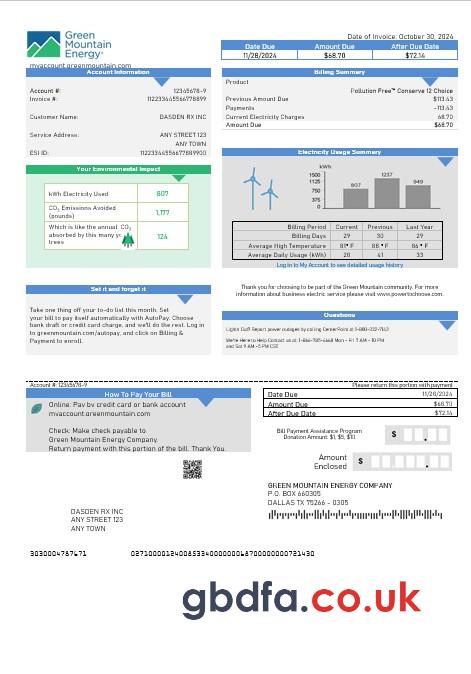 Green
Mountain
Energy®
myaccount.greenmountain.com
Date of Invoice: October 30, 2024
Date Due Amount Due After Due Date
11/28/2024 $68.70 $72.14
Account Information
Account #: 12345678-9
Invoice #: 112233445566778899
Customer Name: DASDEN RX INC
Service Address: ANY STREET 123
ANY TOWN
ESI ID: 11223344556677889900
Billing Summary
Product
Pollution Free™ Conserve 12 Choice
Previous Amount Due $113.43
Payments -113.43
Current Electricity Charges 68.70
Amount Due $68.70
Your Environmental Impact
kWh Electricity Used 807
CO₂ Emissions Avoided (pounds) 1,177
Which is like the annual CO₂
absorbed by this many
trees 124
Electricity Usage Summary
kWh
1500
1125
750
375
0
807 1237 949
Billing Period Current Previous Last Year
Billing Days 29 30 29
Average High Temperature 81° F 88° F 86° F
Average Daily Usage (kWh) 28 41 33
Log in to My Account to see detailed usage history
Set it and forget it
Take one thing off your to-do list this month. Set
your bill to pay itself automatically with AutoPay. Choose
bank draft or credit card charge, and we'll do the rest. Log in
to greenmountain.com/autopay, and click on Billing &
Payment to enroll.
Thank you for choosing to be part of the Green Mountain community. For more
information about business electric service please visit www.powertochoose.com.
Questions
Lights Out? Report power outages by calling CenterPoint at 1-800-332-7143
We're Here to Help Contact us at 1-866-785-4668 Mon - Fri 7 AM - 10 PM
and Sat 9 AM - 5 PM CST
Account #: 12345678-9
Please return this portion with payment
How To Pay Your Bill
Online: Pay by credit card or bank account
myaccount.greenmountain.com
Check: Make check payable to
Green Mountain Energy Company.
Return payment with this portion of the bill. Thank You.
Date Due 11/28/2024
Amount Due $68.70
After Due Date $72.14
Bill Payment Assistance Program
Donation Amount $1, $5, $10
$
Amount
Enclosed
$
GREEN MOUNTAIN ENERGY COMPANY
P.O. BOX 660305
DALLAS TX 75266 - 0305
DASDEN RX INC
ANY STREET 123
ANY TOWN
gbdfa.co.uk